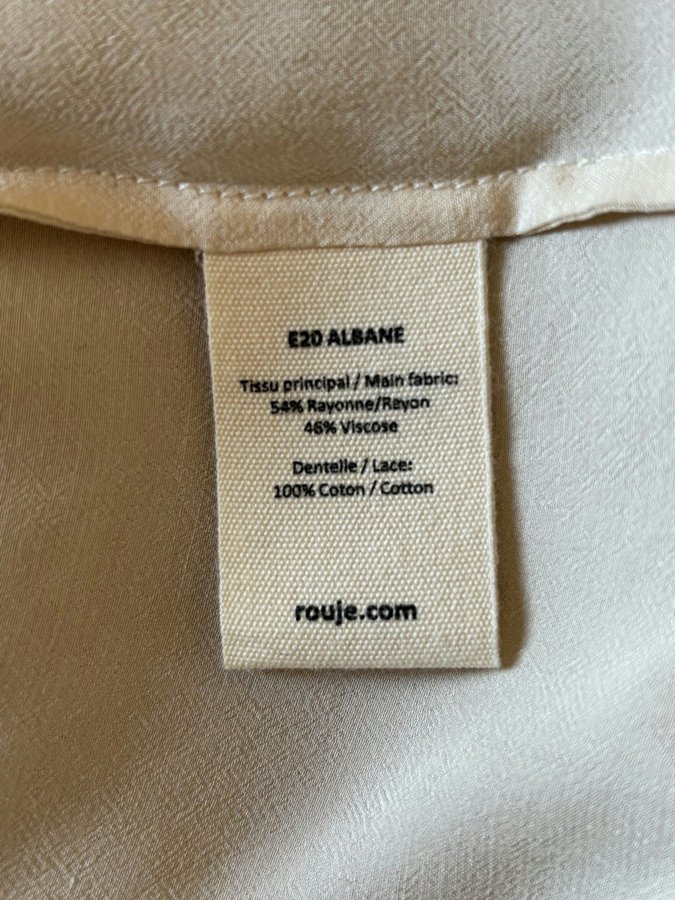 E20 ALBANE
Tissu principal / Main fabric:
54% Rayonne/Rayon
46% Viscose
Dentelle / Lace:
100% Coton / Cotton
rouje.com